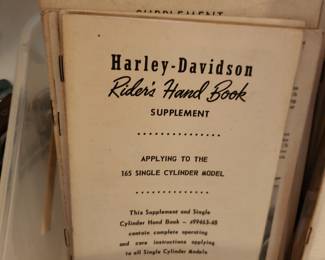 SUPPLEMENT
Harley-Davidson
Rider's Hand Book
SUPPLEMENT
APPLYING TO THE
165 SINGLE CYLINDER MODEL
This Supplement and Single
Cylinder Hand Book - #99463-48
contain complete operating
and care instructions applying
to all Single Cylinder Models